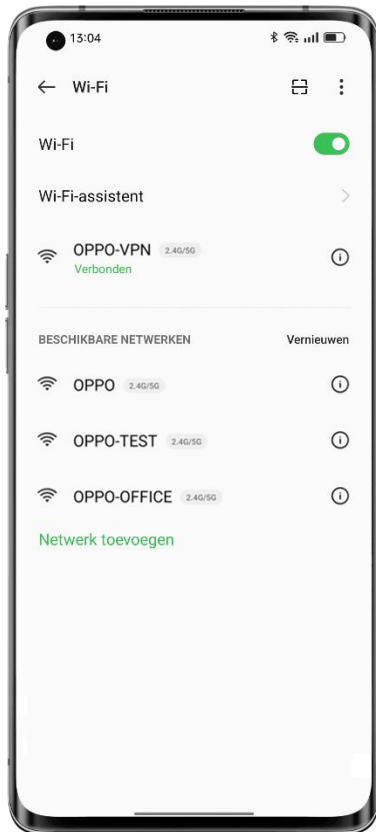 13:04
Wi-Fi
Wi-Fi
Wi-Fi-assistent
OPPO-VPN 2.4G/5G
Verbonden
BESCHIKBARE NETWERKEN Vernieuwen
OPPO 2.4G/5G
OPPO-TEST 2.4G/5G
OPPO-OFFICE 2.4G/5G
Netwerk toevoegen